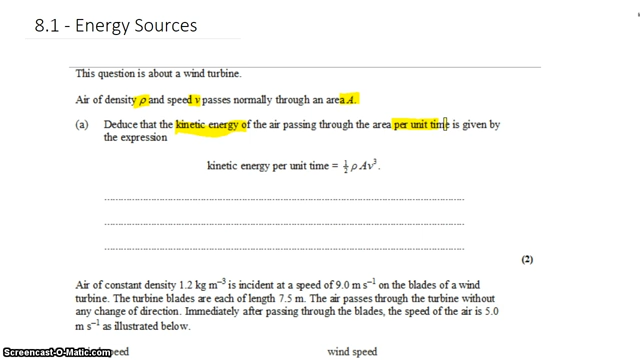 8.1 - Energy Sources
This question is about a wind turbine.
Air of density ρ and speed v passes normally through an area A.
(a) Deduce that the kinetic energy of the air passing through the area per unit time is given by
the expression
kinetic energy per unit time = ½ ρ Av³.
(2)
Air of constant density 1.2 kg m⁻³ is incident at a speed of 9.0 m s⁻¹ on the blades of a wind
turbine. The turbine blades are each of length 7.5 m. The air passes through the turbine without
any change of direction. Immediately after passing through the blades, the speed of the air is 5.0
m s⁻¹ as illustrated below.
speed wind speed
Screencast-O-Matic.com